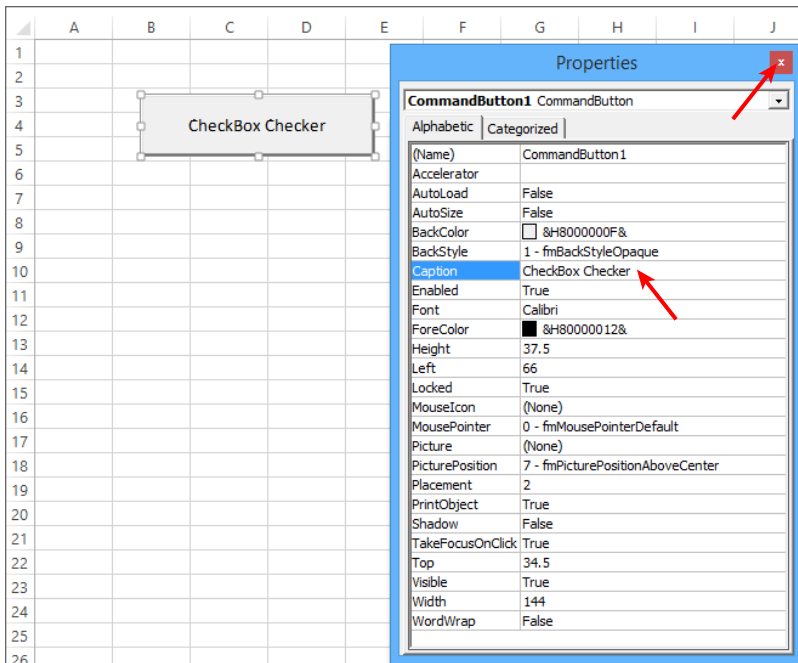 A B C D E F G H I J
1
Properties
x
2
3
CommandButton1 CommandButton
4
CheckBox Checker
Alphabetic Categorized
5
(Name) CommandButton1
6
Accelerator
7
AutoLoad False
8
AutoSize False
BackColor &H8000000F&
9
BackStyle 1 - fmBackStyleOpaque
10
Caption CheckBox Checker
11
Enabled True
Font Calibri
12
ForeColor &H80000012&
13
Height 37.5
14
Left 66
15
Locked True
MouseIcon (None)
16
MousePointer 0 - fmMousePointerDefault
17
Picture (None)
18
PicturePosition 7 - fmPicturePositionAboveCenter
19
Placement 2
20
PrintObject True
Shadow False
21
TakeFocusOnClick True
22
Top 34.5
23
Visible True
24
Width 144
WordWrap False
25
26